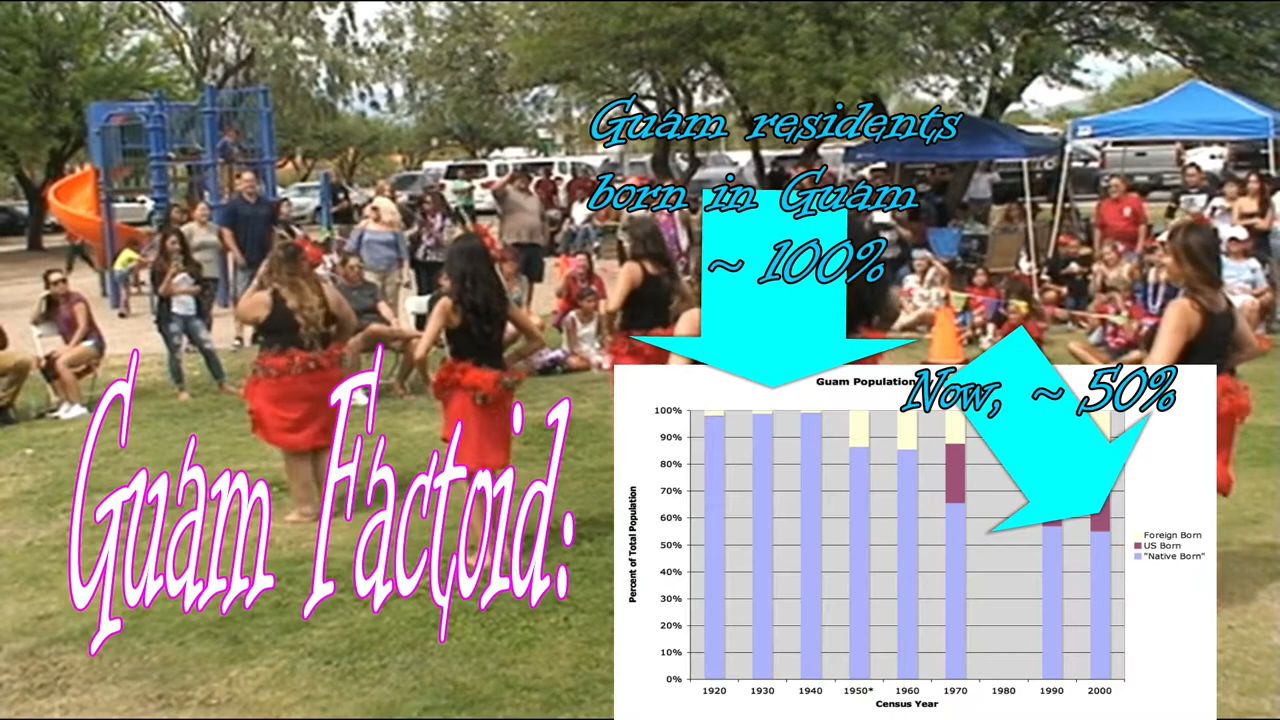 Guam residents
born in Guam
~ 100%
Guam Factoid:
Now, ~ 50%
Guam Population
100%
90%
80%
70%
60%
50%
40%
30%
20%
10%
0%
Percent of Total Population
1920 1930 1940 1950* 1960 1970 1980 1990 2000
Census Year
Foreign Born
US Born
"Native Born"